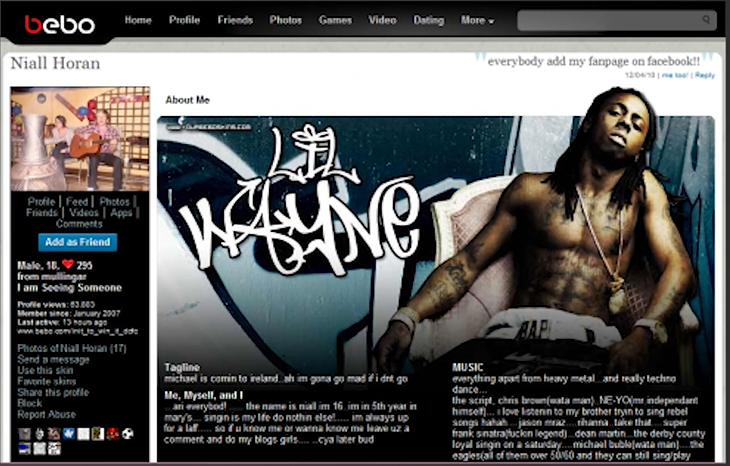 bebo
Home Profile Friends Photos Games Video Dating More
Niall Horan
"everybody add my fanpage on facebook!!"
12/04/10 | me too! | Reply
About Me
LIL
WAYNE
RAP
Profile | Feed | Photos |
Friends | Videos | Apps |
Comments
Add as Friend
Male, 18, ❤ 295
from mullingar
I am Seeing Someone
Profile views:
Member since: January 2007
Last active: 13 hours ago
Photos of Niall Horan (17)
Send a message
Use this skin
Favorite skins
Share this profile
Block
Report Abuse
Tagline
michael is comin to ireland..ah im gona go mad if i dnt go
Me, Myself, and I
...ari everybod! ..... the name is niall,im 16..im in 5th year in
mary's... singin is my life do nothin else!..... im always up
for a laff..... so if u know me or wanna know me leave uz a
comment and do my blogs girls..... ..cya later bud
MUSIC
everything apart from heavy metal...and really techno
dance...
the script, chris brown(wata man)..NE-YO(mr independant
himself)... i love listenin to my brother tryin to sing rebel
songs hahah....jason mraz....rihanna..take that....super
frank sinatra(fuckin legend)...dean martin...the derby county
loyal singin on a saturday....michael buble(wata man)....the
eagles(all of them over 50/60 and they can still sing/play